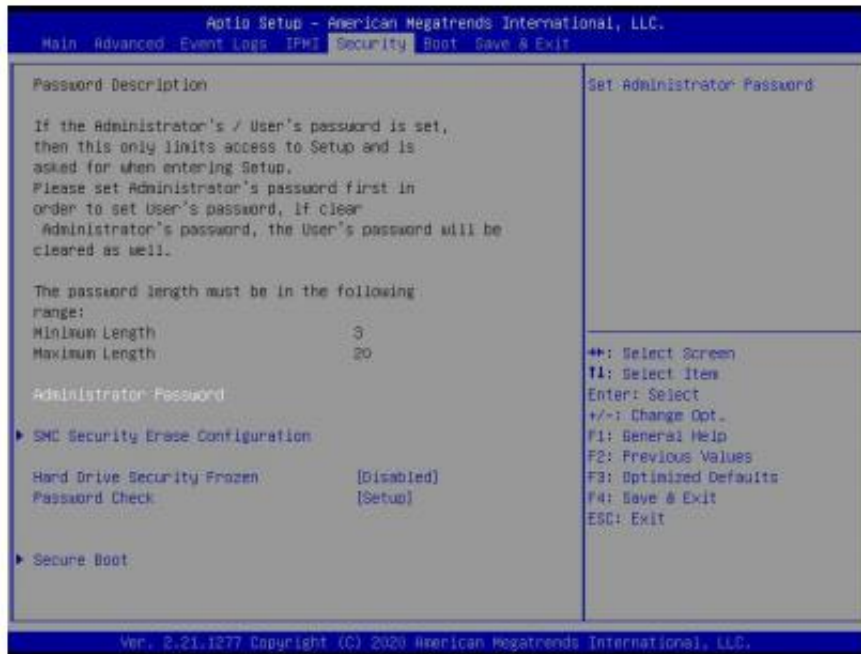 Aptio Setup – American Megatrends International, LLC.
Main Advanced Event Logs IPMI Security Boot Save & Exit
Password Description
If the Administrator's / User's password is set,
then this only limits access to Setup and is
asked for when entering Setup.
Please set Administrator's password first in
order to set User's password, if clear
Administrator's password, the User's password will be
cleared as well.
The password length must be in the following
range:
Minimum Length 3
Maximum Length 20
Administrator Password
SMC Security Erase Configuration
Hard Drive Security Frozen [Disabled]
Password Check [Setup]
Secure Boot
Set Administrator Password
↔: Select Screen
↑↓: Select Item
Enter: Select
+/-: Change Opt.
F1: General Help
F2: Previous Values
F3: Optimized Defaults
F4: Save & Exit
ESC: Exit
Ver. 2.21.1277 Copyright (C) 2020 American Megatrends International, LLC.